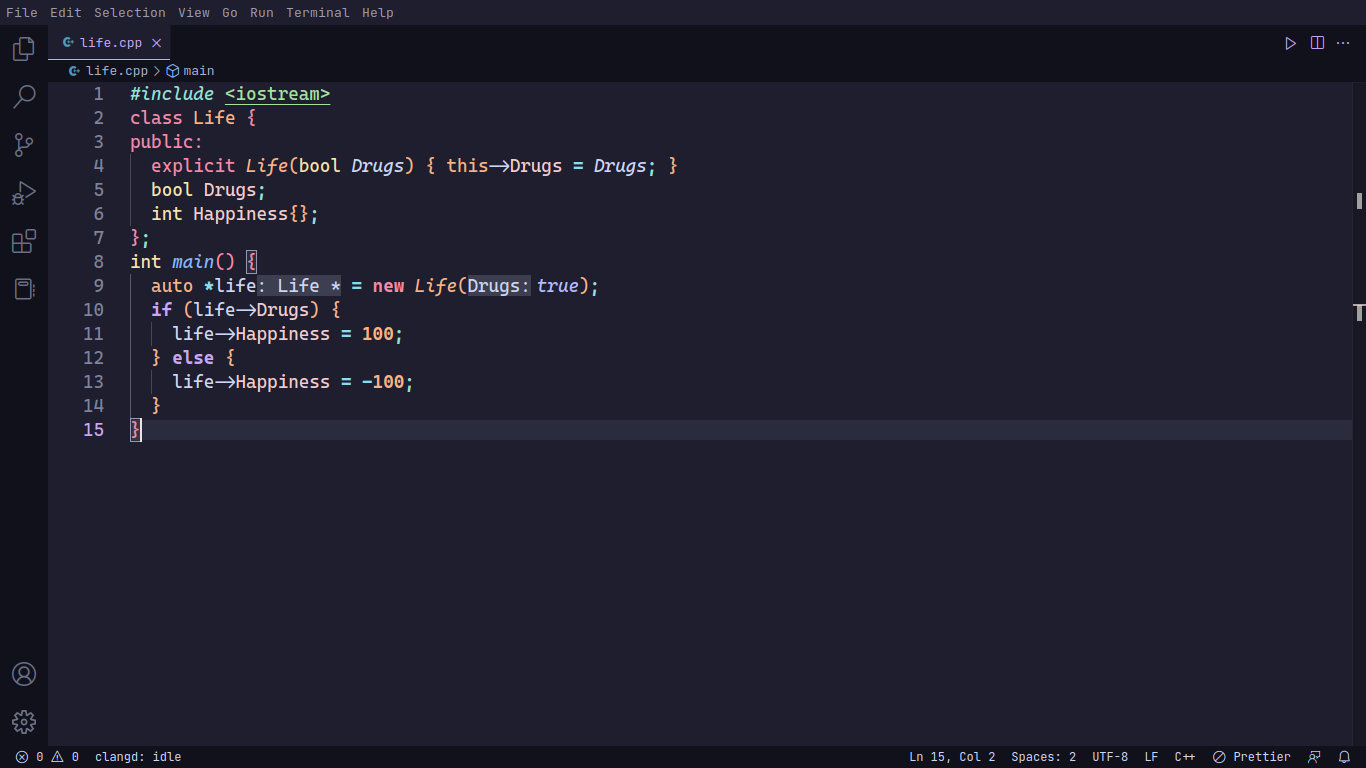 File Edit Selection View Go Run Terminal Help
life.cpp
life.cpp > main
1 #include <iostream>
2 class Life {
3 public:
4   explicit Life(bool Drugs) { this->Drugs = Drugs; }
5   bool Drugs;
6   int Happiness{};
7 };
8 int main() {
9   auto *life: Life * = new Life(Drugs: true);
10   if (life->Drugs) {
11     life->Happiness = 100;
12   } else {
13     life->Happiness = -100;
14   }
15 }
0 0 clangd: idle Ln 15, Col 2 Spaces: 2 UTF-8 LF C++ Prettier